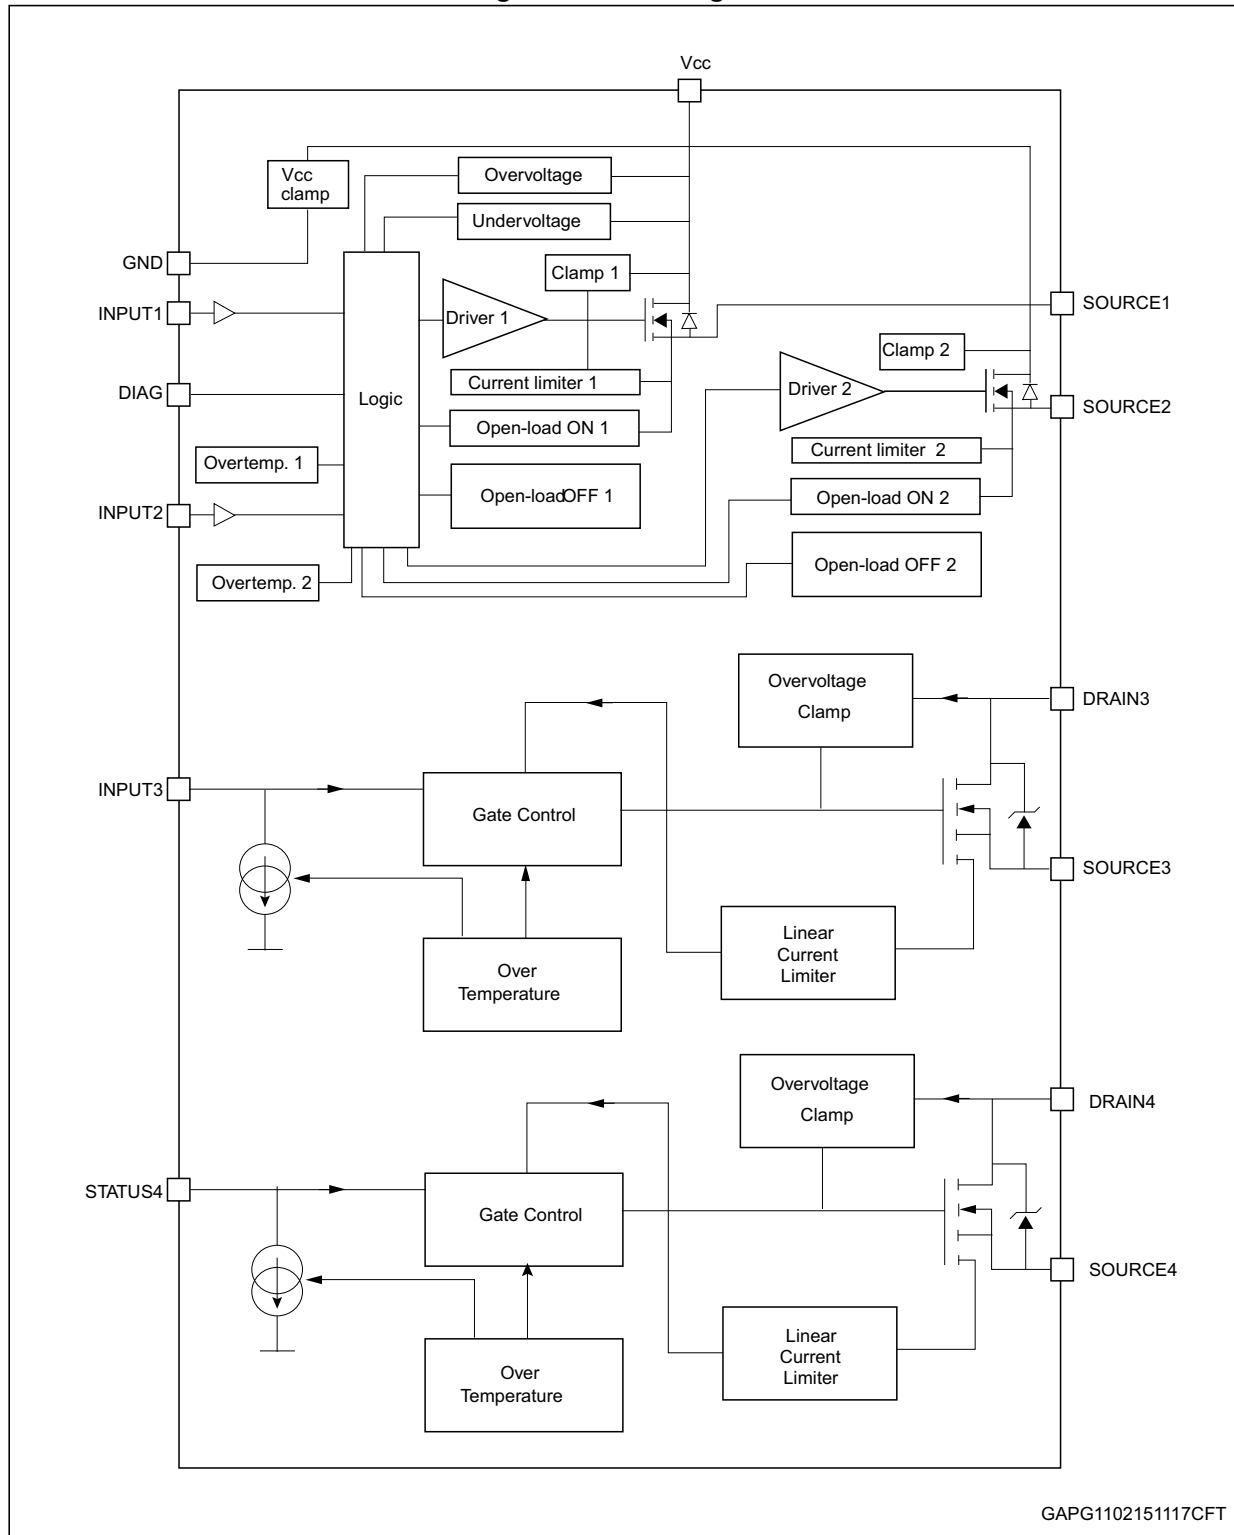 Vcc
Vcc
clamp
Overvoltage
Undervoltage
GND
Clamp 1
INPUT1
Driver 1
SOURCE1
Clamp 2
Current limiter 1
DIAG
Logic
Driver 2
SOURCE2
Open-load ON 1
Current limiter 2
Overtemp. 1
Open-loadOFF 1
Open-load ON 2
INPUT2
Overtemp. 2
Open-load OFF 2
Overvoltage
Clamp
DRAIN3
INPUT3
Gate Control
SOURCE3
Linear
Current
Limiter
Over
Temperature
Overvoltage
Clamp
DRAIN4
STATUS4
Gate Control
SOURCE4
Linear
Current
Limiter
Over
Temperature
GAPG1102151117CFT